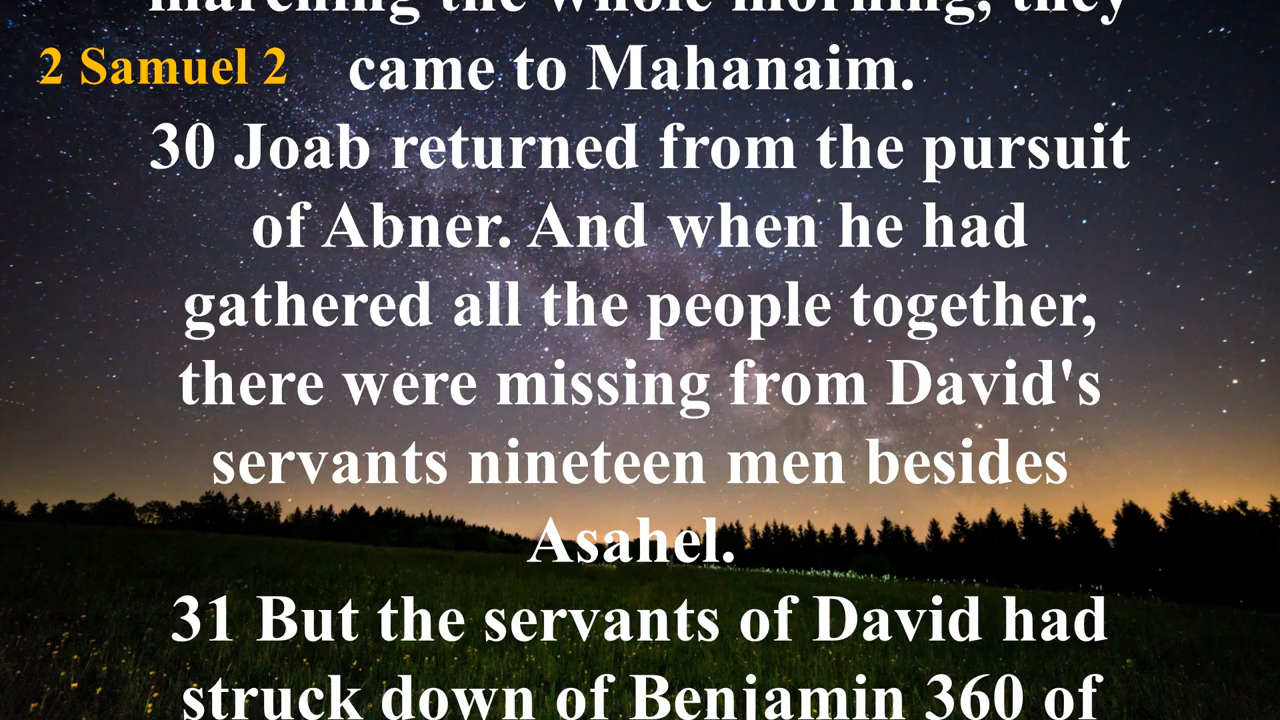 marching the whole morning, they
2 Samuel 2
came to Mahanaim.
30 Joab returned from the pursuit
of Abner. And when he had
gathered all the people together,
there were missing from David's
servants nineteen men besides
Asahel.
31 But the servants of David had
struck down of Benjamin 360 of